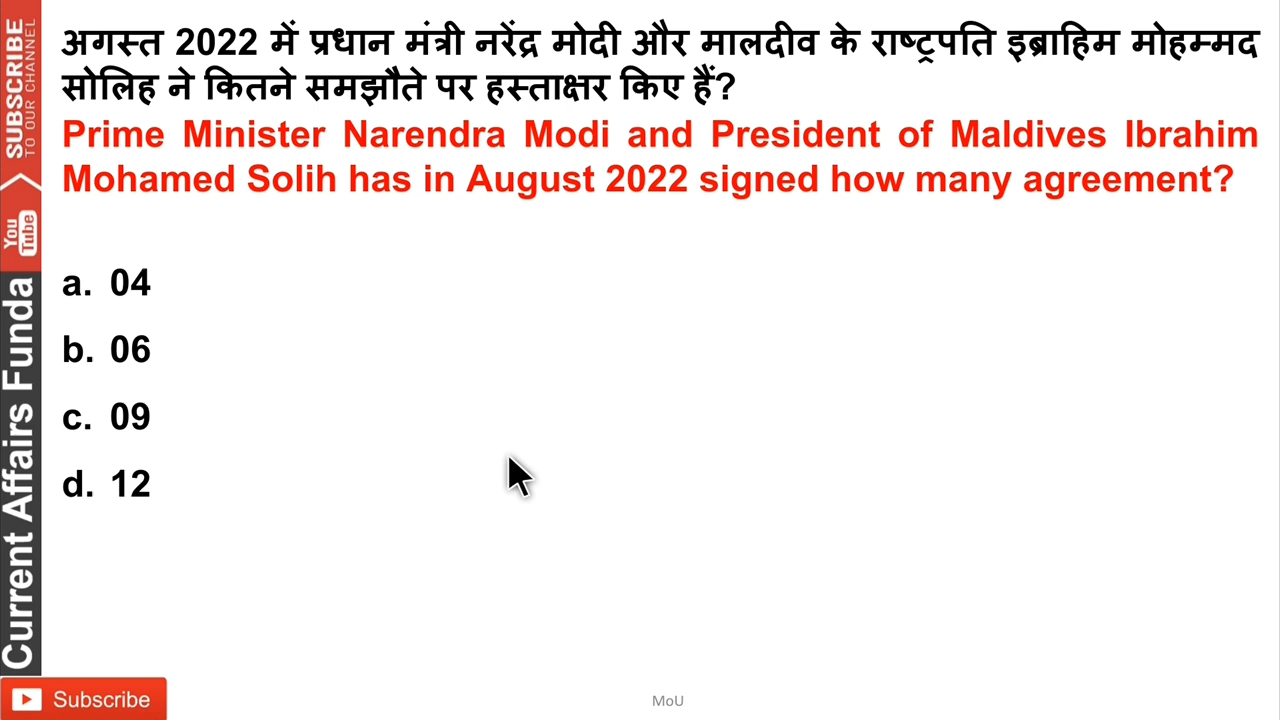 अगस्त 2022 में प्रधान मंत्री नरेंद्र मोदी और मालदीव के राष्ट्रपति इब्राहिम मोहम्मद
सोलिह ने कितने समझौते पर हस्ताक्षर किए हैं?
Prime Minister Narendra Modi and President of Maldives Ibrahim
Mohamed Solih has in August 2022 signed how many agreement?
a. 04
b. 06
c. 09
d. 12
SUBSCRIBE
TO OUR CHANNEL
You
Tube
Current Affairs Funda
Subscribe
MoU